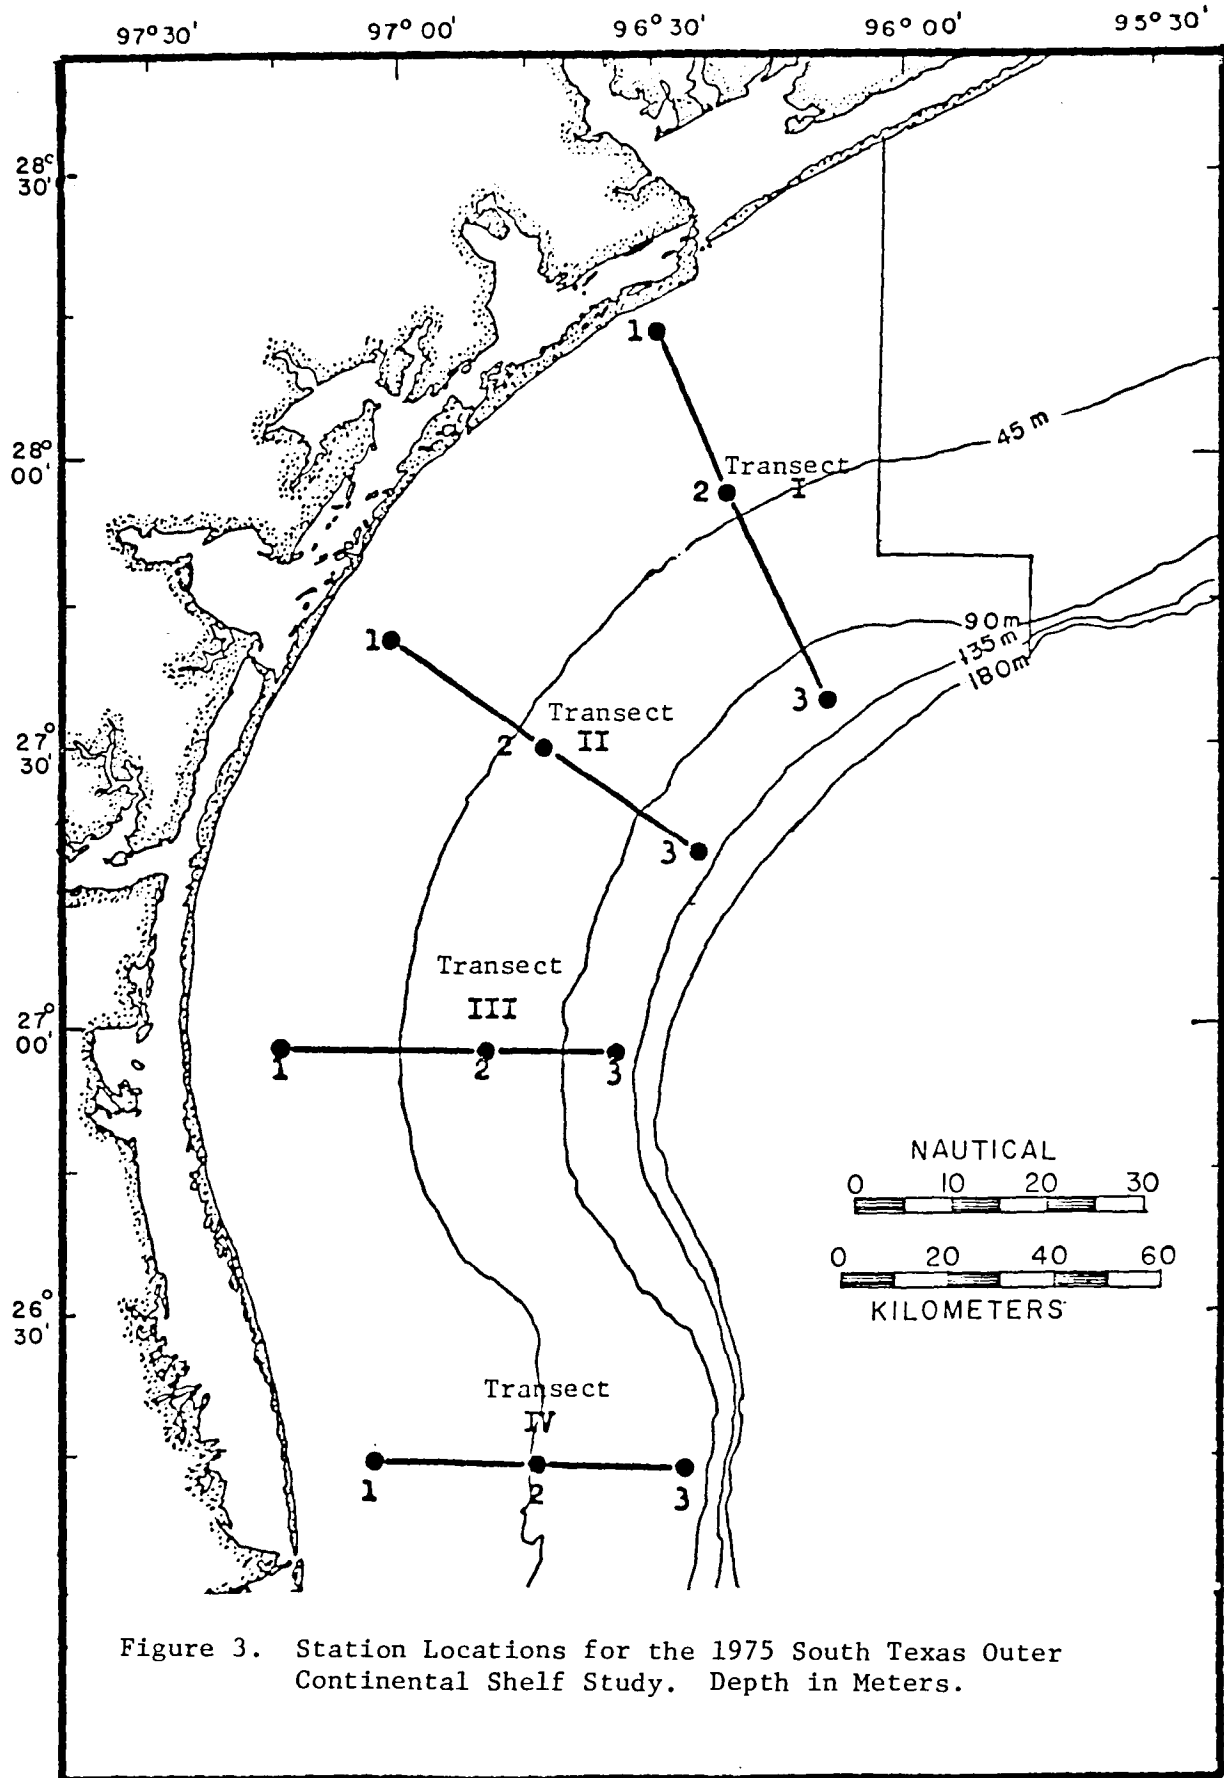 97°30' 97°00' 96°30' 96°00' 95°30'
28c
30'
1
28°
00'
45 m
Transect
I
2
1
90m
135m
180m
3
Transect
II
2
27°
30'
3
Transect
III
27°
00'
1 2 3
NAUTICAL
0 10 20 30
0 20 40 60
KILOMETERS
26°
30'
Transect
IV
1 2 3
Figure 3. Station Locations for the 1975 South Texas Outer
Continental Shelf Study. Depth in Meters.